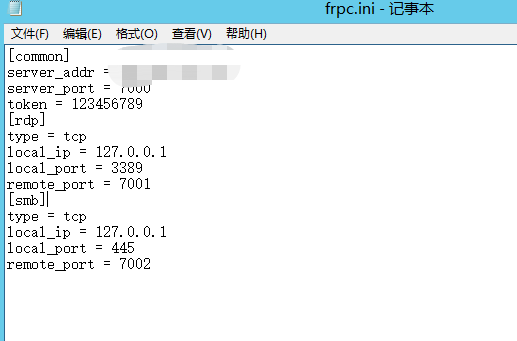 frpc.ini - 记事本
文件(F) 编辑(E) 格式(O) 查看(V) 帮助(H)
[common]
server_addr =
server_port = 7000
token = 123456789
[rdp]
type = tcp
local_ip = 127.0.0.1
local_port = 3389
remote_port = 7001
[smb]
type = tcp
local_ip = 127.0.0.1
local_port = 445
remote_port = 7002